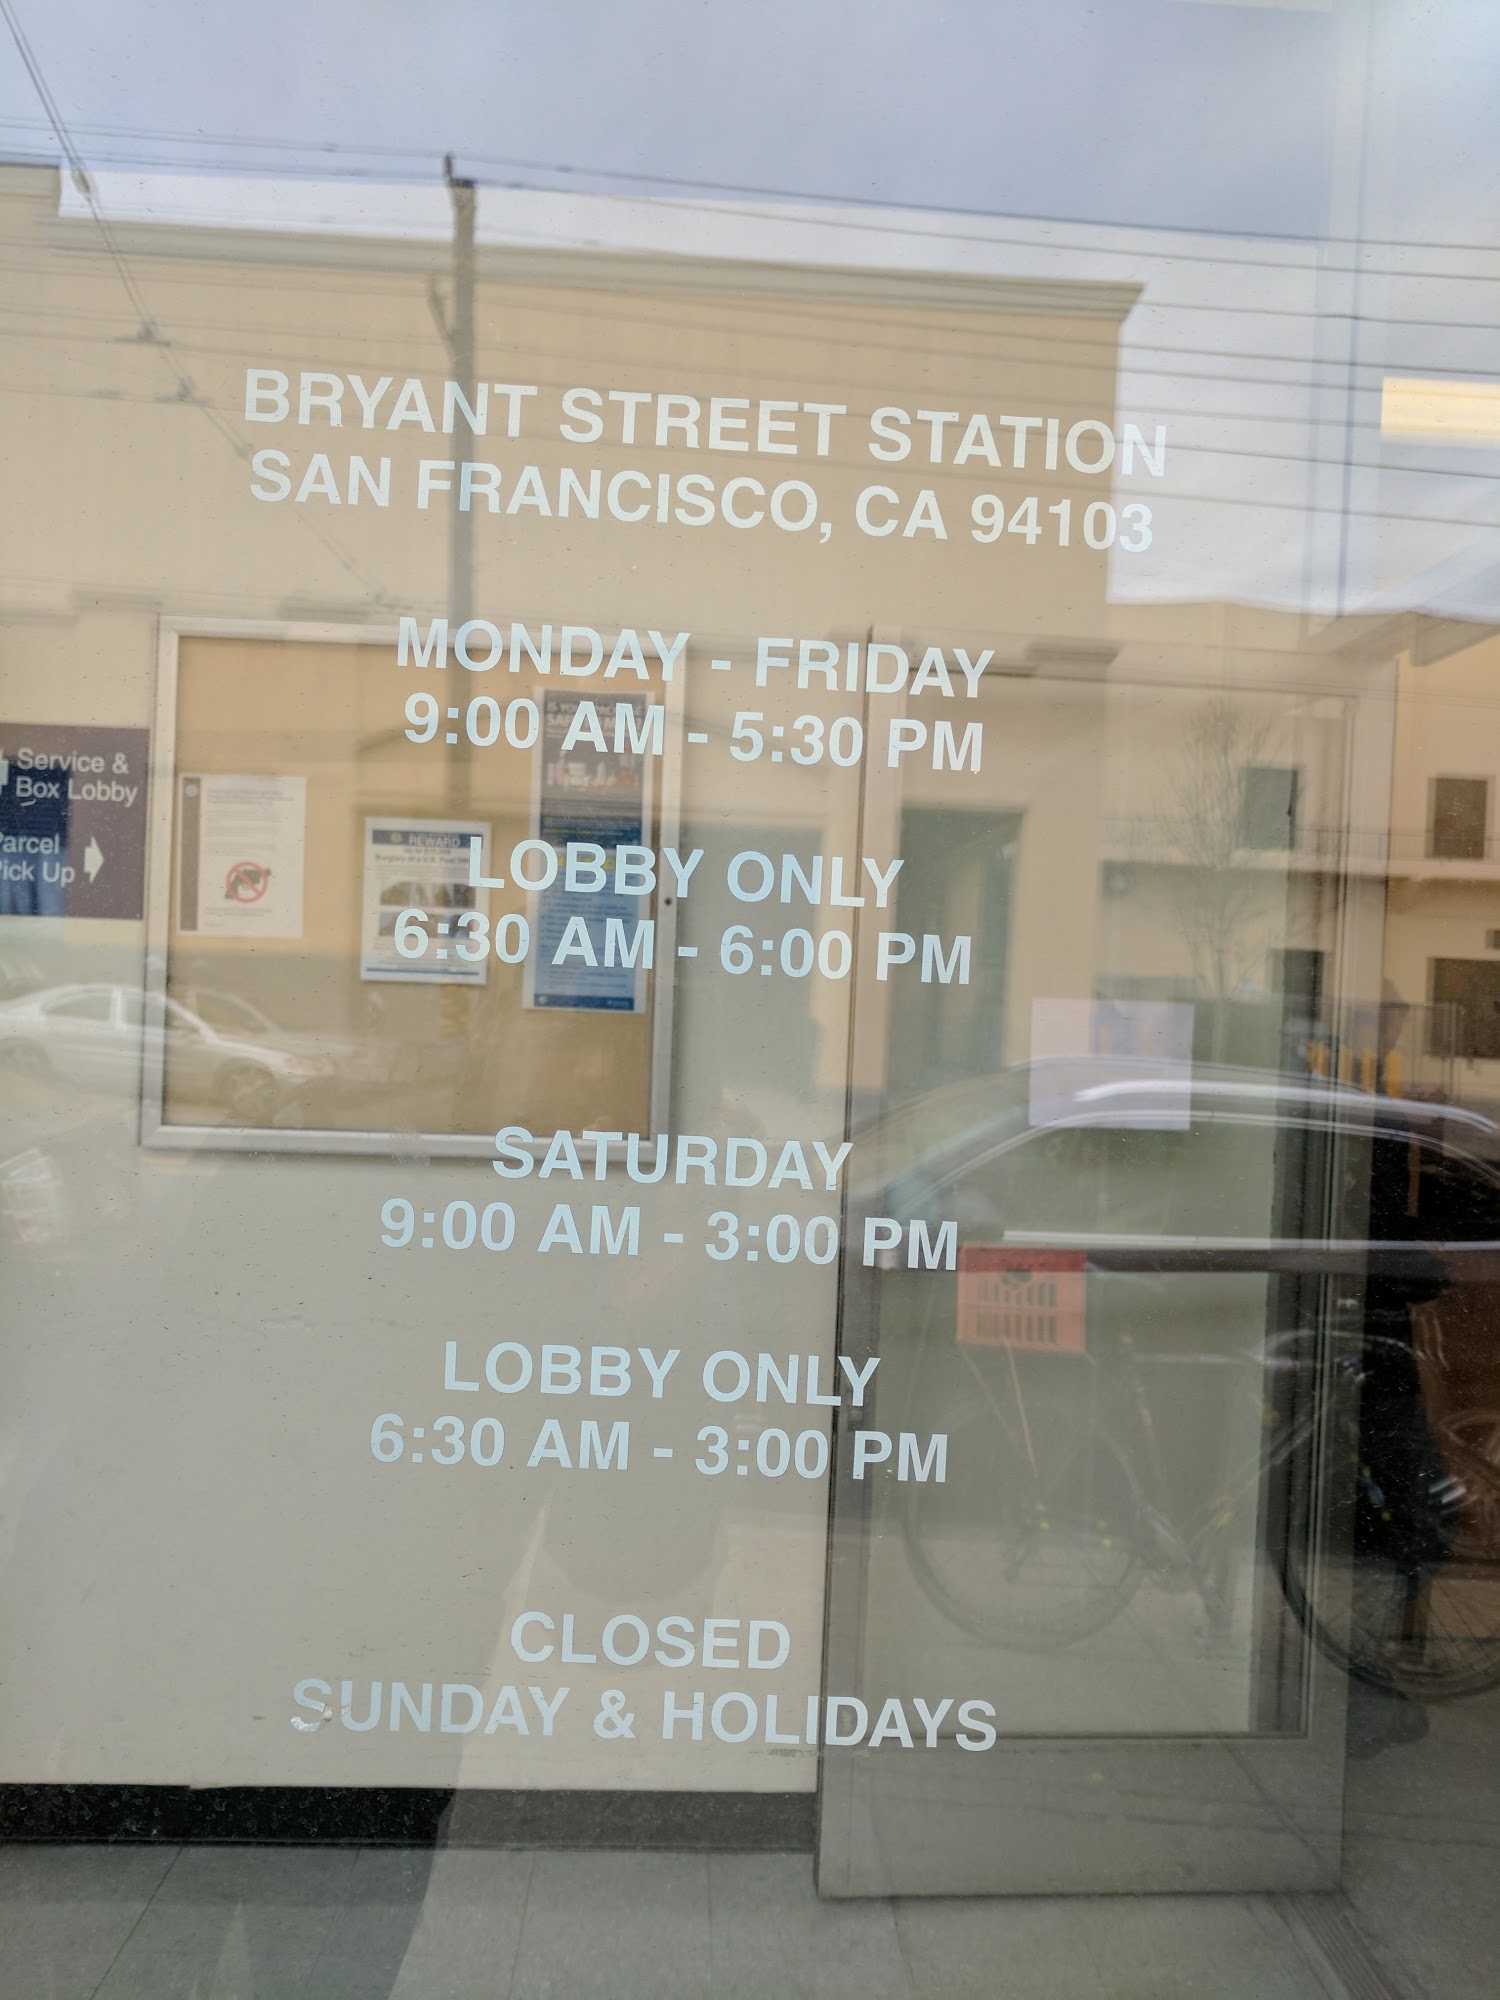 BRYANT STREET STATION
SAN FRANCISCO, CA 94103
MONDAY - FRIDAY
9:00 AM - 5:30 PM
LOBBY ONLY
6:30 AM - 6:00 PM
SATURDAY
9:00 AM - 3:00 PM
LOBBY ONLY
6:30 AM - 3:00 PM
CLOSED
SUNDAY & HOLIDAYS
Service &
Box Lobby
arcel
ick Up
REWARD